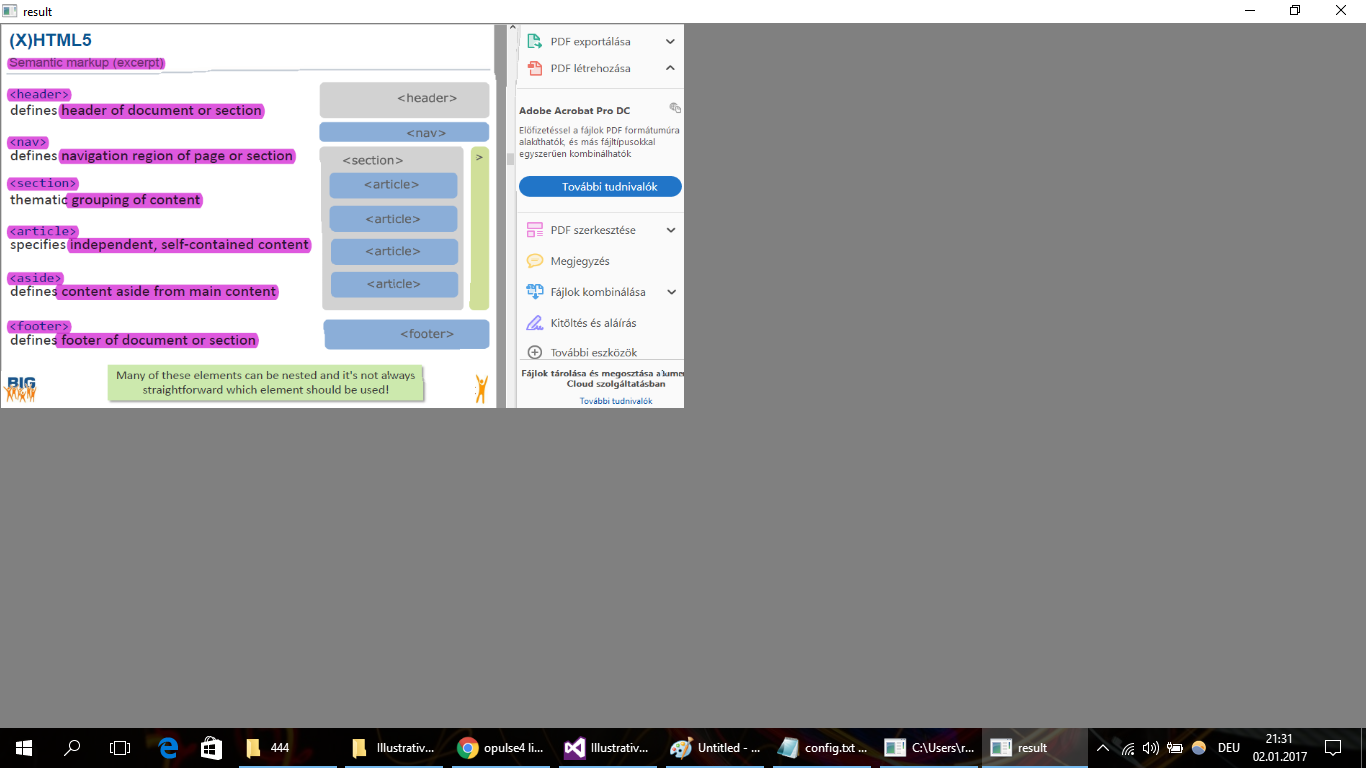 result
(X)HTML5
Semantic markup (excerpt)
<header>
defines header of document or section
<nav>
defines navigation region of page or section
<section>
thematic grouping of content
<article>
specifies independent, self-contained content
<aside>
defines content aside from main content
<footer>
defines footer of document or section
<header>
<nav>
<section>
>
<article>
<article>
<article>
<article>
<footer>
Many of these elements can be nested and it's not always
straightforward which element should be used!
BIG
PDF exportálása
PDF létrehozása
Adobe Acrobat Pro DC
Előfizetéssel a fájlok PDF formátumúra
alakíthatók, és más fájltípusokkal
egyszerűen kombinálhatók
További tudnivalók
PDF szerkesztése
Megjegyzés
Fájlok kombinálása
Kitöltés és aláírás
További eszközök
Fájlok tárolása és megosztása a
Cloud szolgáltatásban
További tudnivalók
444
Illustrativ...
opulse4 li...
Illustrativ...
Untitled - ...
config.txt ...
C:\Users\r...
result
DEU
21:31
02.01.2017